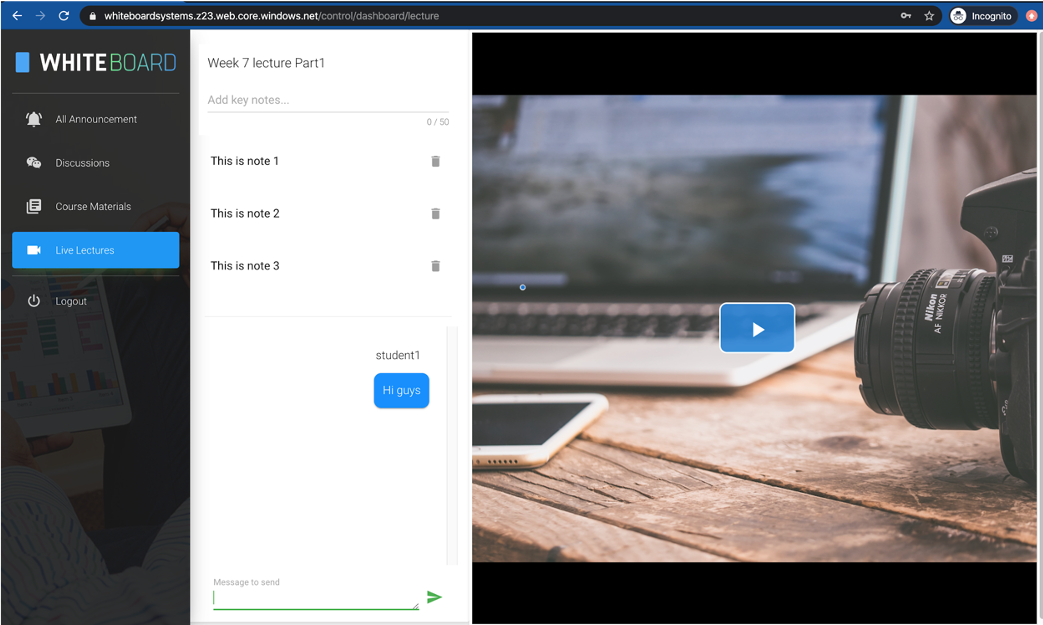 whiteboardsystems.z23.web.core.windows.net/control/dashboard/lecture
Incognito
WHITEBOARD
All Announcement
Discussions
Course Materials
Live Lectures
Logout
Week 7 lecture Part1
Add key notes...
0 / 50
This is note 1
This is note 2
This is note 3
student1
Hi guys
Message to send
Nikon
AF NIKKOR